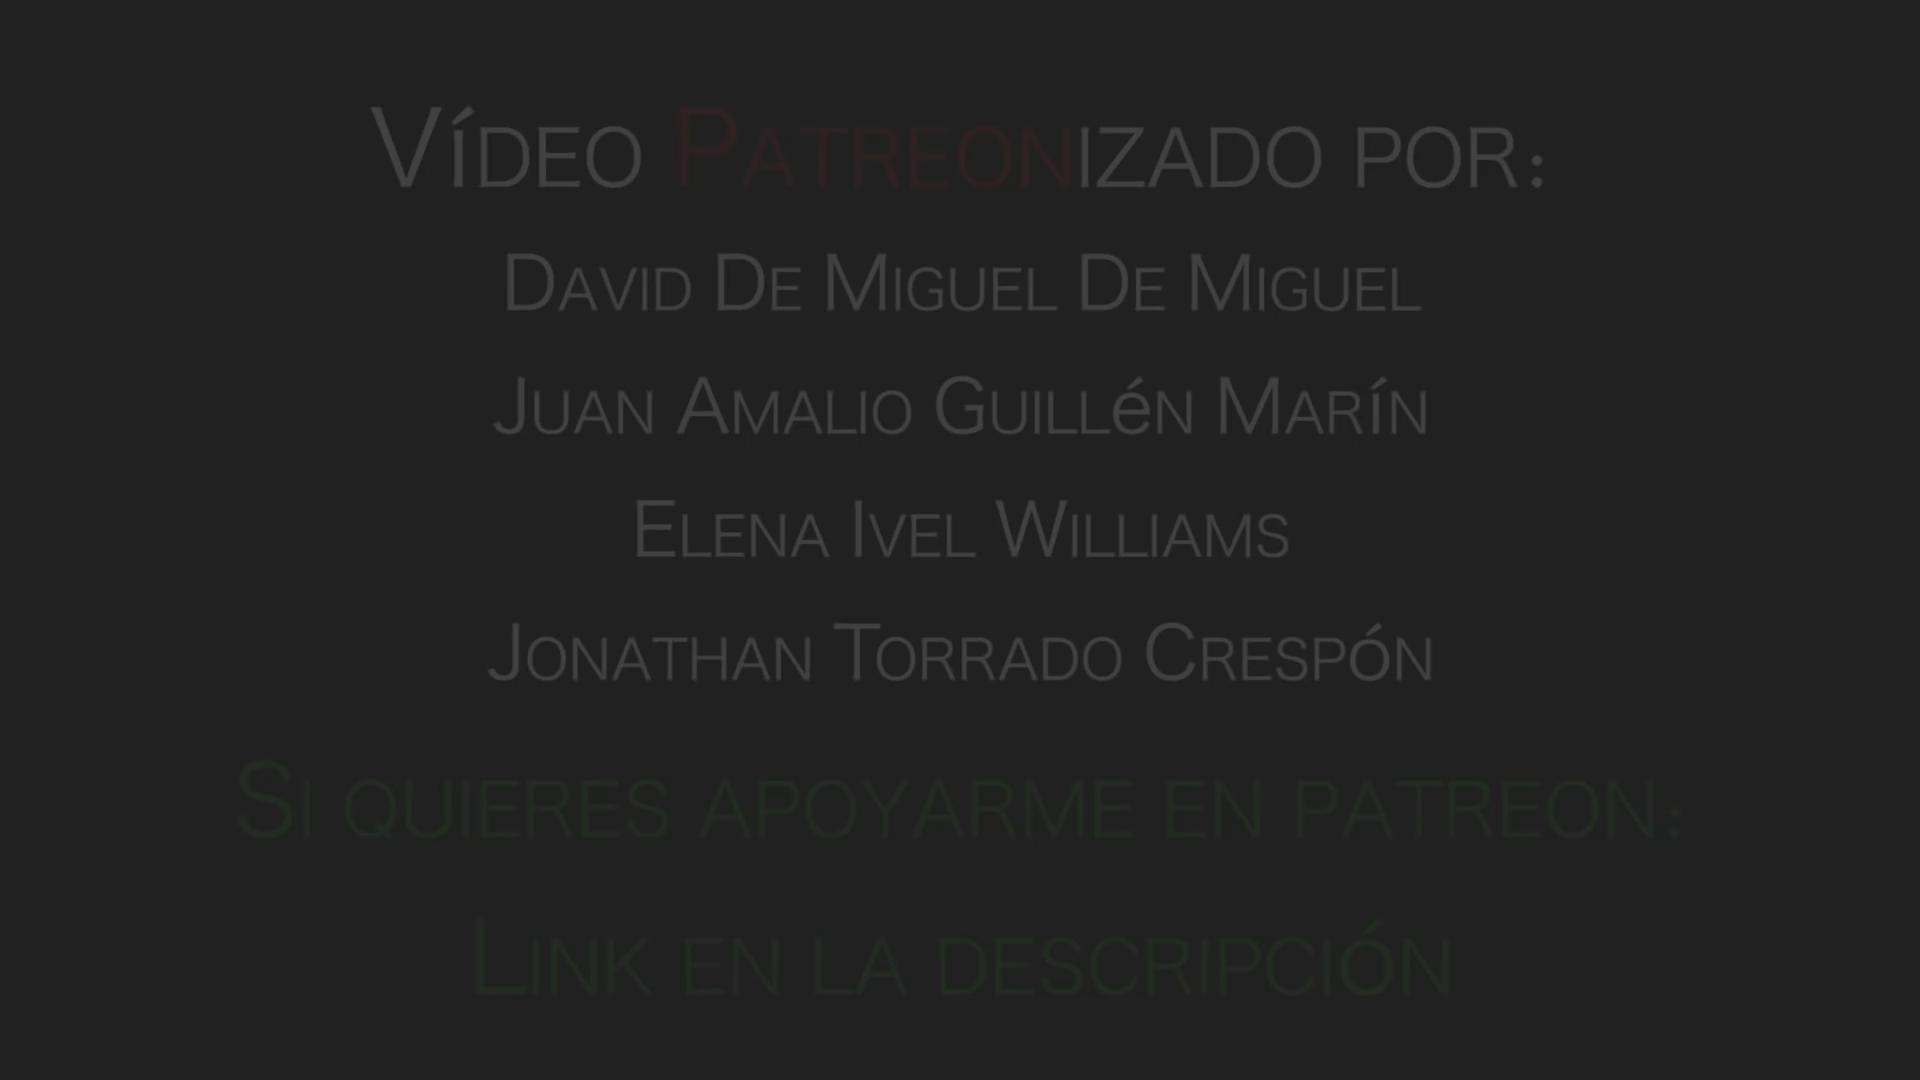 Vídeo Patreonizado por:
David De Miguel De Miguel
Juan Amalio Guillén Marín
Elena Ivel Williams
Jonathan Torrado Crespón
Si quieres apoyarme en patreon:
Link en la descripción